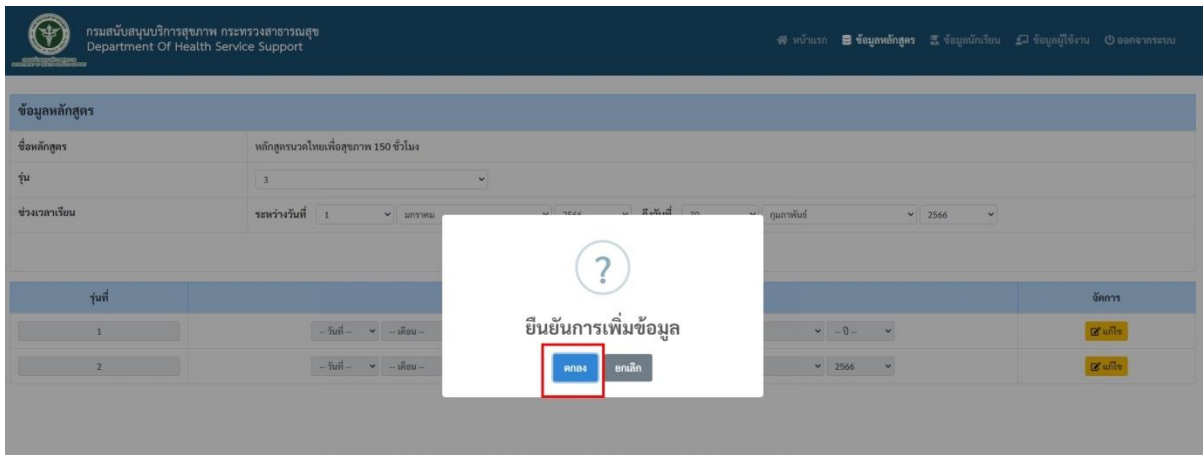 กรมสนับสนุนบริการสุขภาพ กระทรวงสาธารณสุข
Department Of Health Service Support
หน้าแรก ข้อมูลหลักสูตร ข้อมูลนักเรียน ข้อมูลผู้ใช้งาน ออกจากระบบ
ข้อมูลหลักสูตร
ชื่อหลักสูตร หลักสูตรนวดไทยเพื่อสุขภาพ 150 ชั่วโมง
รุ่น 3
ช่วงเวลาเรียน ระหว่างวันที่ 1 มกราคม 2566 ถึงวันที่ กุมภาพันธ์ 2566
รุ่นที่ จัดการ
1 -- วันที่ -- -- เดือน -- -- ปี -- แก้ไข
2 -- วันที่ -- -- เดือน -- 2566 แก้ไข
?
ยืนยันการเพิ่มข้อมูล
ตกลง ยกเลิก